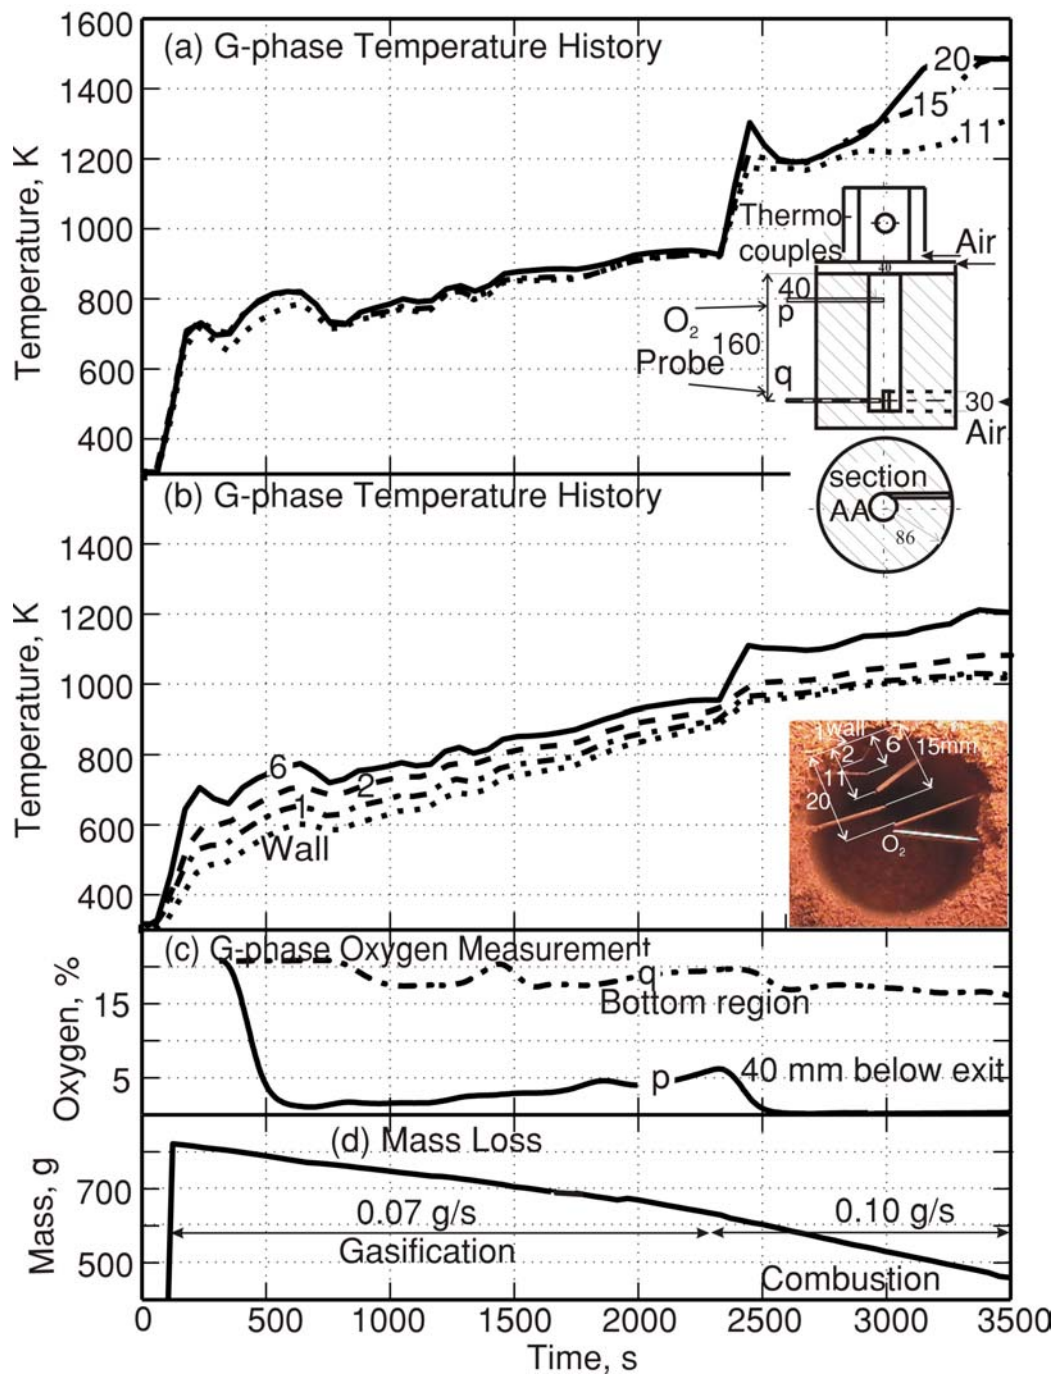 1600
(a) G-phase Temperature History
1400
1200
1000
800
600
400
Temperature, K
20
15
11
Thermo-
couples
Air
40
40
p
O2
Probe
160
q
30
Air
section
AA
86
(b) G-phase Temperature History
1400
1200
1000
800
600
400
Temperature, K
6
2
1
Wall
1 wall
2
6
15mm
11
20
O2
(c) G-phase Oxygen Measurement
15
5
Oxygen, %
q
Bottom region
p
40 mm below exit
(d) Mass Loss
700
500
Mass, g
0.07 g/s
Gasification
0.10 g/s
Combustion
0 500 1000 1500 2000 2500 3000 3500
Time, s